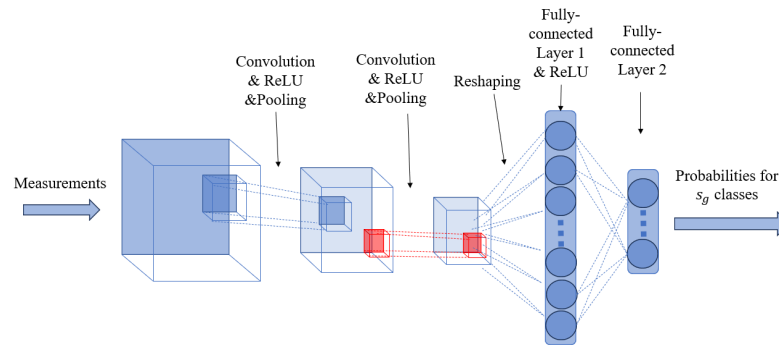 Measurements
Convolution
& ReLU
&Pooling
Convolution
& ReLU
&Pooling
Reshaping
Fully-
connected
Layer 1
& ReLU
Fully-
connected
Layer 2
Probabilities for
s_g classes